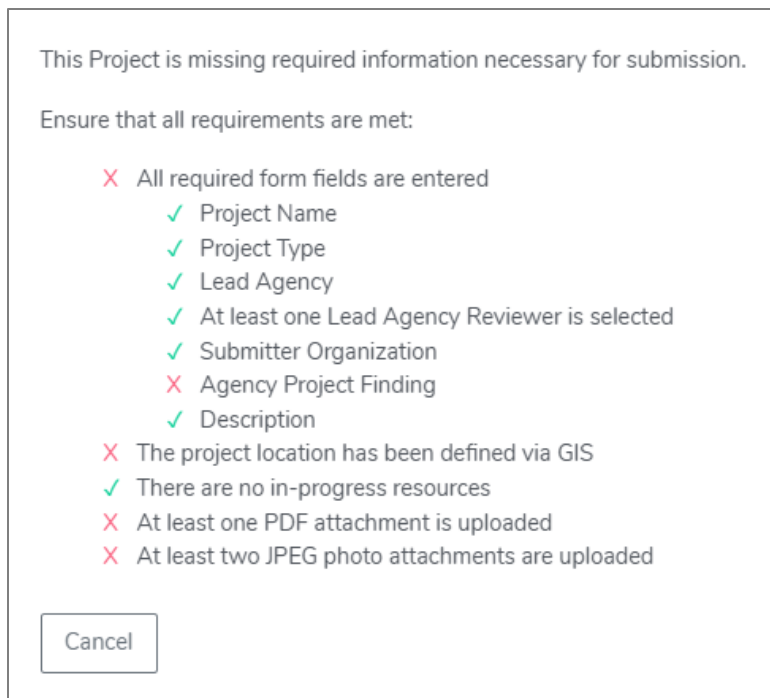 This Project is missing required information necessary for submission.
Ensure that all requirements are met:
X All required form fields are entered
✓ Project Name
✓ Project Type
✓ Lead Agency
✓ At least one Lead Agency Reviewer is selected
✓ Submitter Organization
X Agency Project Finding
✓ Description
X The project location has been defined via GIS
✓ There are no in-progress resources
X At least one PDF attachment is uploaded
X At least two JPEG photo attachments are uploaded
Cancel